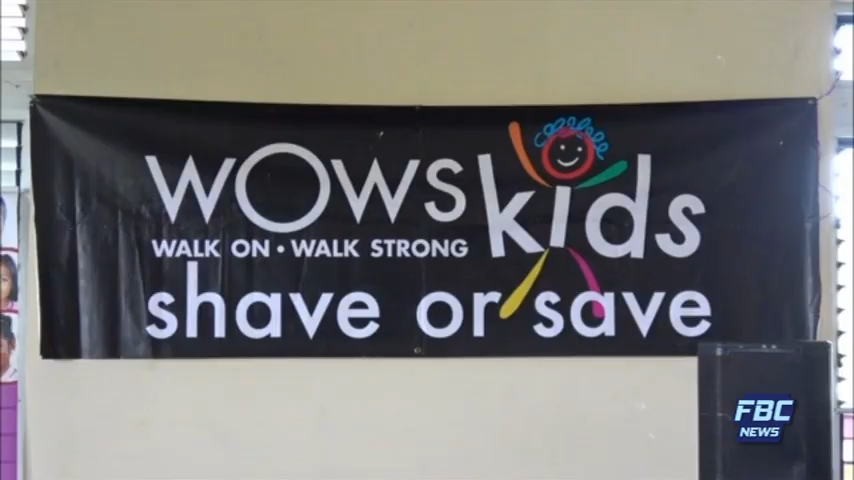 WOWS kids
WALK ON • WALK STRONG
shave or save
FBC
NEWS